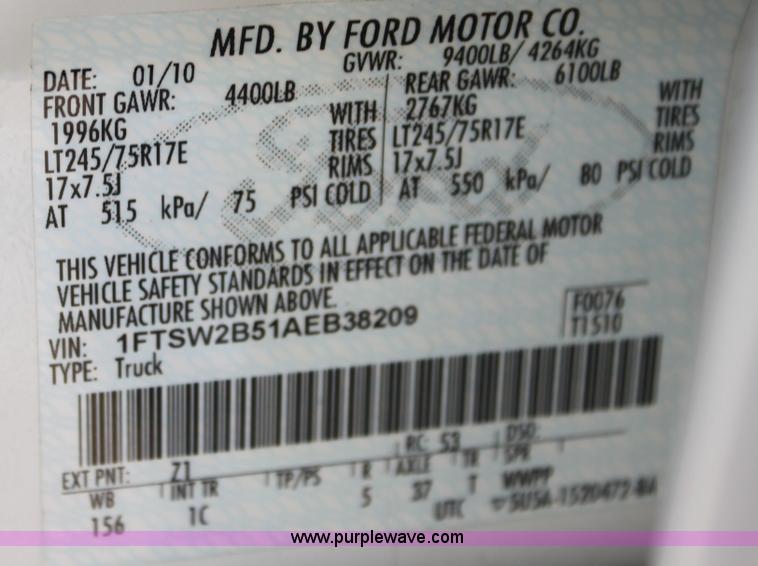 MFD. BY FORD MOTOR CO.
DATE: 01/10 GVWR: 9400LB/ 4264KG
FRONT GAWR: 4400LB REAR GAWR: 6100LB
1996KG WITH 2767KG WITH
LT245/75R17E TIRES LT245/75R17E TIRES
17x7.5J RIMS 17x7.5J RIMS
AT 515 kPa/ 75 PSI COLD AT 550 kPa/ 80 PSI COLD
THIS VEHICLE CONFORMS TO ALL APPLICABLE FEDERAL MOTOR
VEHICLE SAFETY STANDARDS IN EFFECT ON THE DATE OF
MANUFACTURE SHOWN ABOVE.
VIN: 1FTSW2B51AEB38209 F0076
TYPE: Truck T1510
RC: 53 DSO:
EXT PNT: Z1
WB INT TR TP/PS R AXLE TR SPR
156 1C 5 37 T
UTC
www.purplewave.com